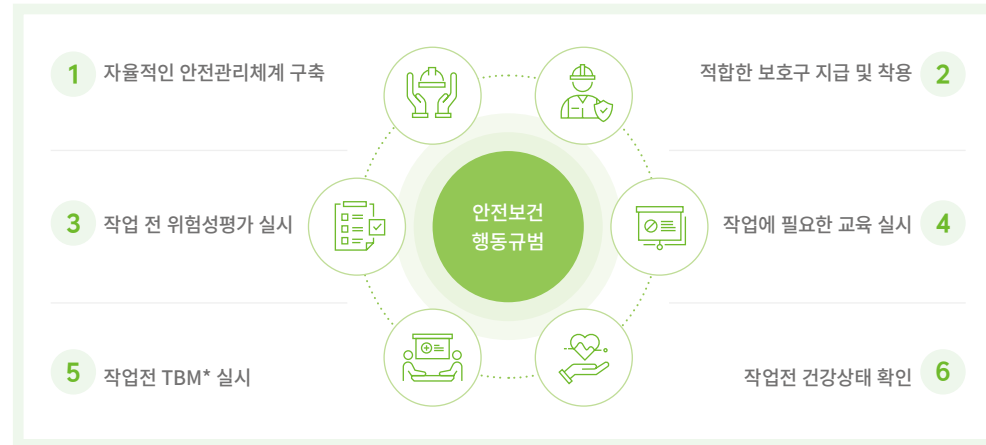 1 자율적인 안전관리체계 구축
적합한 보호구 지급 및 착용 2
안전보건
행동규범
3 작업 전 위험성평가 실시
작업에 필요한 교육 실시 4
5 작업전 TBM* 실시
작업전 건강상태 확인 6